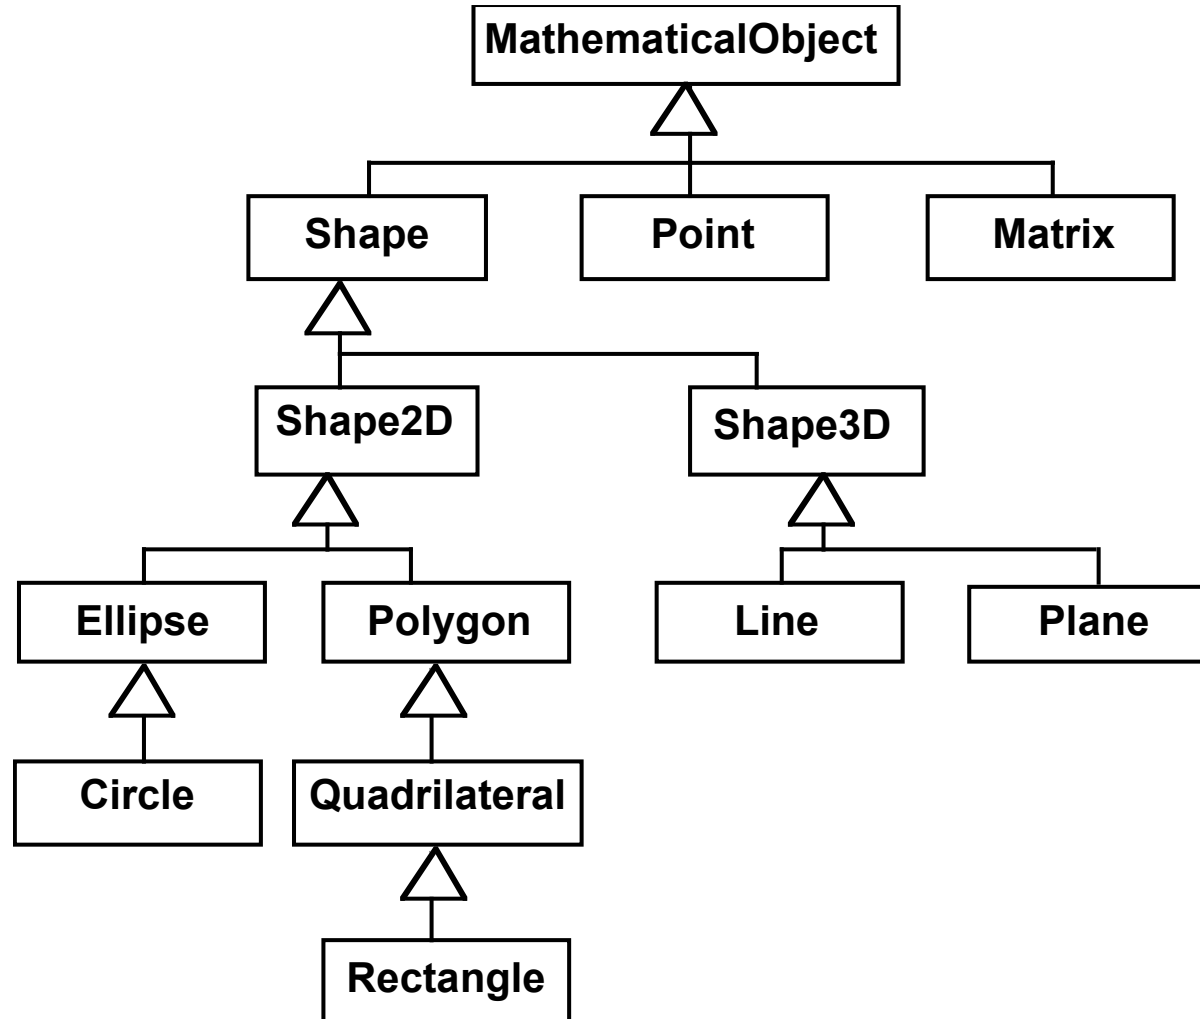 MathematicalObject
Shape
Point
Matrix
Shape2D
Shape3D
Ellipse
Polygon
Line
Plane
Circle
Quadrilateral
Rectangle